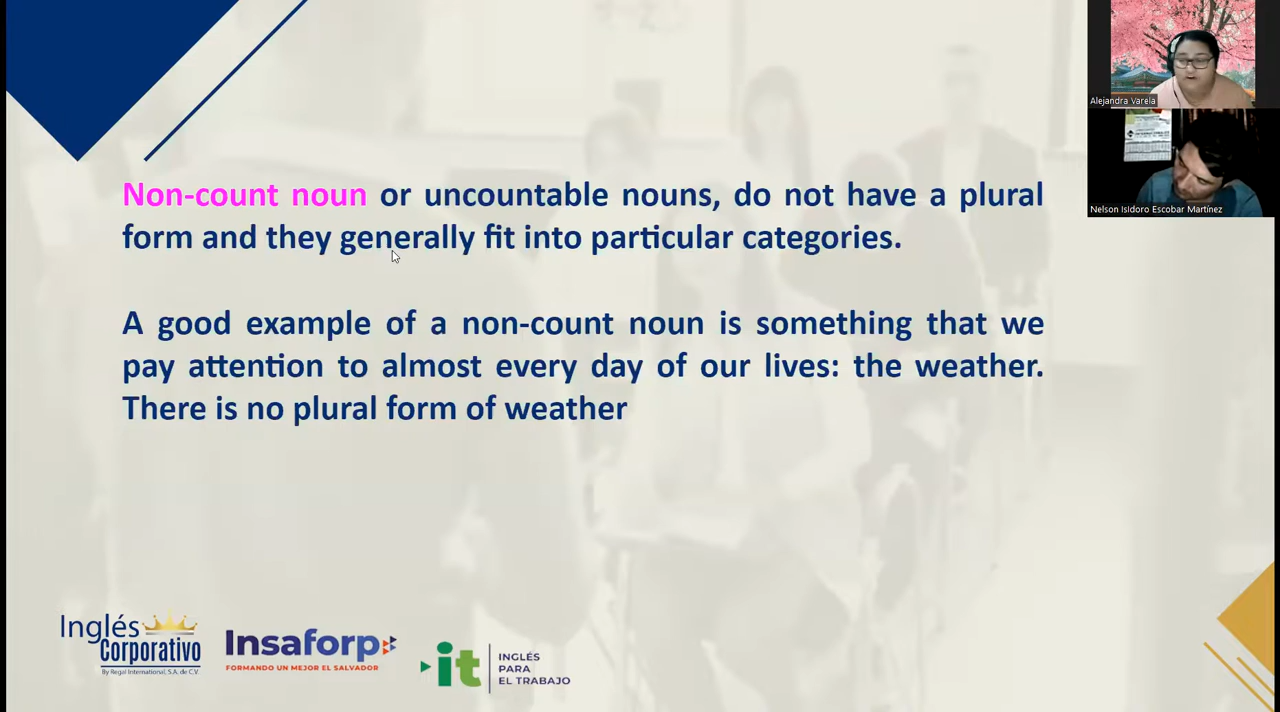 Non-count noun or uncountable nouns, do not have a plural
form and they generally fit into particular categories.
A good example of a non-count noun is something that we
pay attention to almost every day of our lives: the weather.
There is no plural form of weather
Alejandra Varela
Nelson Isidoro Escobar Martínez
Inglés
Corporativo
By Regal International, S.A. de C.V.
Insaforp
FORMANDO UN MEJOR EL SALVADOR
it
INGLÉS
PARA
EL TRABAJO